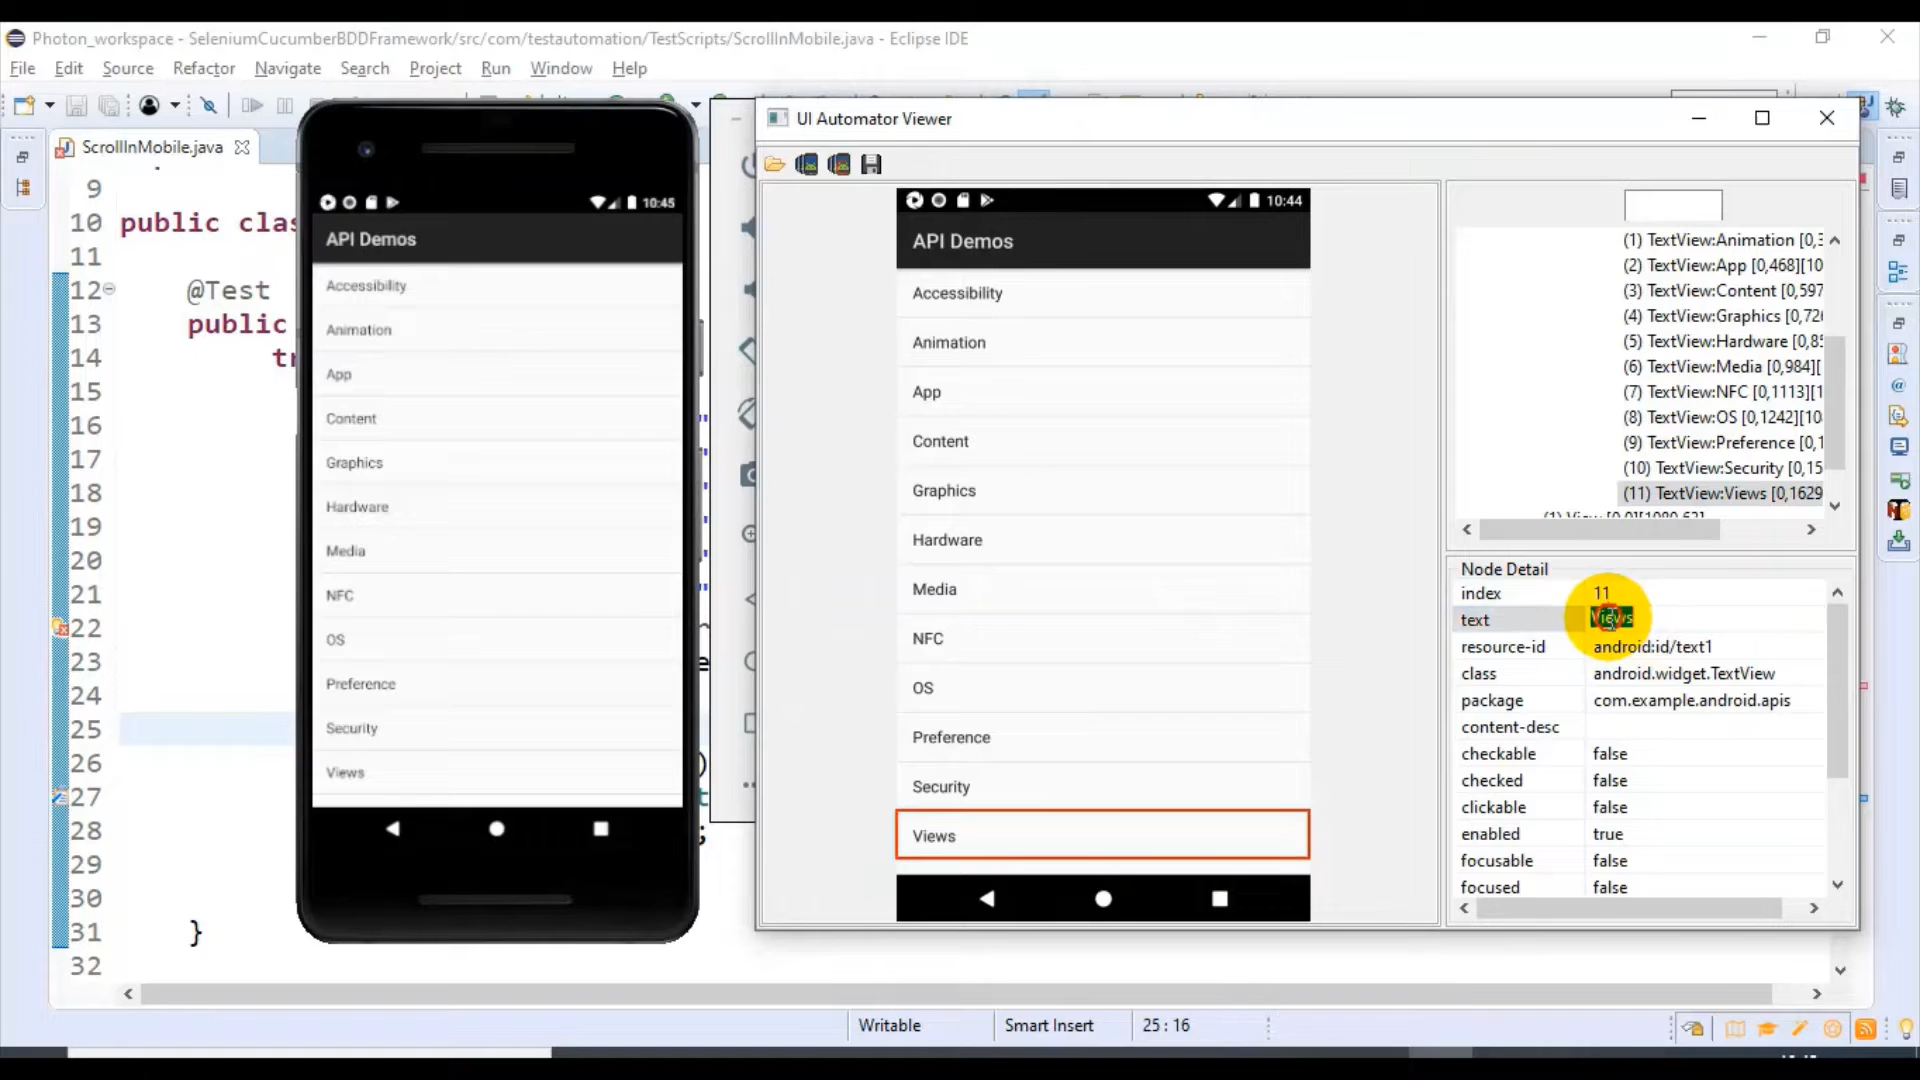 Photon_workspace - SeleniumCucumberBDDFramework/src/com/testautomation/TestScripts/ScrollInMobile.java - Eclipse IDE
File Edit Source Refactor Navigate Search Project Run Window Help
ScrollInMobile.java
9
10 public clas
11
12 @Test
13 public
14 tr
15
16
17
18
19
20
21
22
23
24
25
26
27
28
29
30
31 }
32
10:45
API Demos
Accessibility
Animation
App
Content
Graphics
Hardware
Media
NFC
OS
Preference
Security
Views
UI Automator Viewer
10:44
API Demos
Accessibility
Animation
App
Content
Graphics
Hardware
Media
NFC
OS
Preference
Security
Views
(1) TextView:Animation [0,3
(2) TextView:App [0,468][10
(3) TextView:Content [0,597
(4) TextView:Graphics [0,726
(5) TextView:Hardware [0,85
(6) TextView:Media [0,984][
(7) TextView:NFC [0,1113][1
(8) TextView:OS [0,1242][10
(9) TextView:Preference [0,1
(10) TextView:Security [0,15
(11) TextView:Views [0,1629
(1) View [0,0][1080,63]
Node Detail
index 11
text Views
resource-id android:id/text1
class android.widget.TextView
package com.example.android.apis
content-desc
checkable false
checked false
clickable false
enabled true
focusable false
focused false
Writable Smart Insert 25 : 16